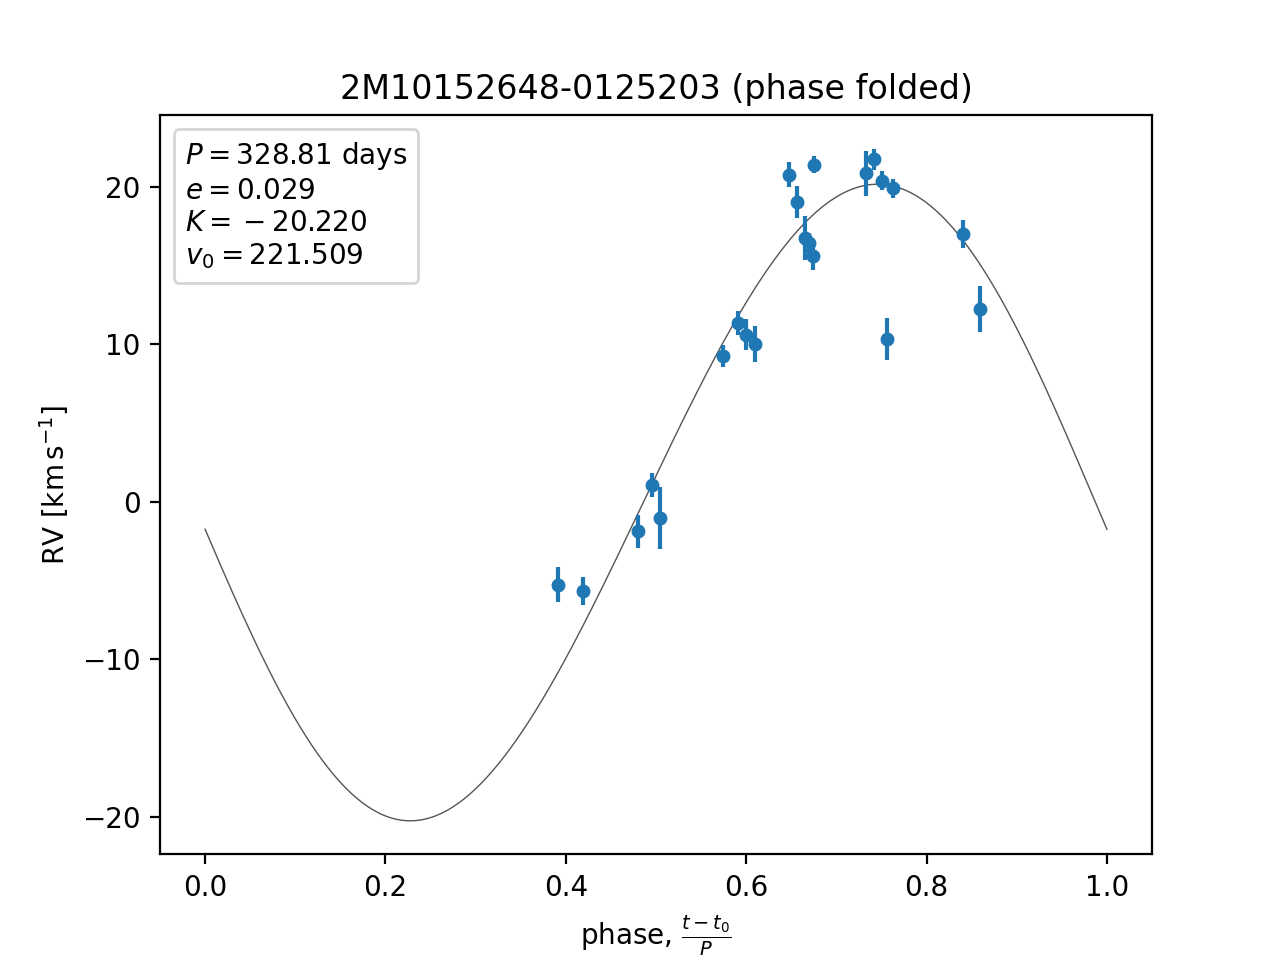 2M10152648-0125203 (phase folded)
P = 328.81 days
e = 0.029
K = −20.220
v₀ = 221.509
RV [km s⁻¹]
20
10
0
−10
−20
0.0 0.2 0.4 0.6 0.8 1.0
phase, (t − t₀)/P